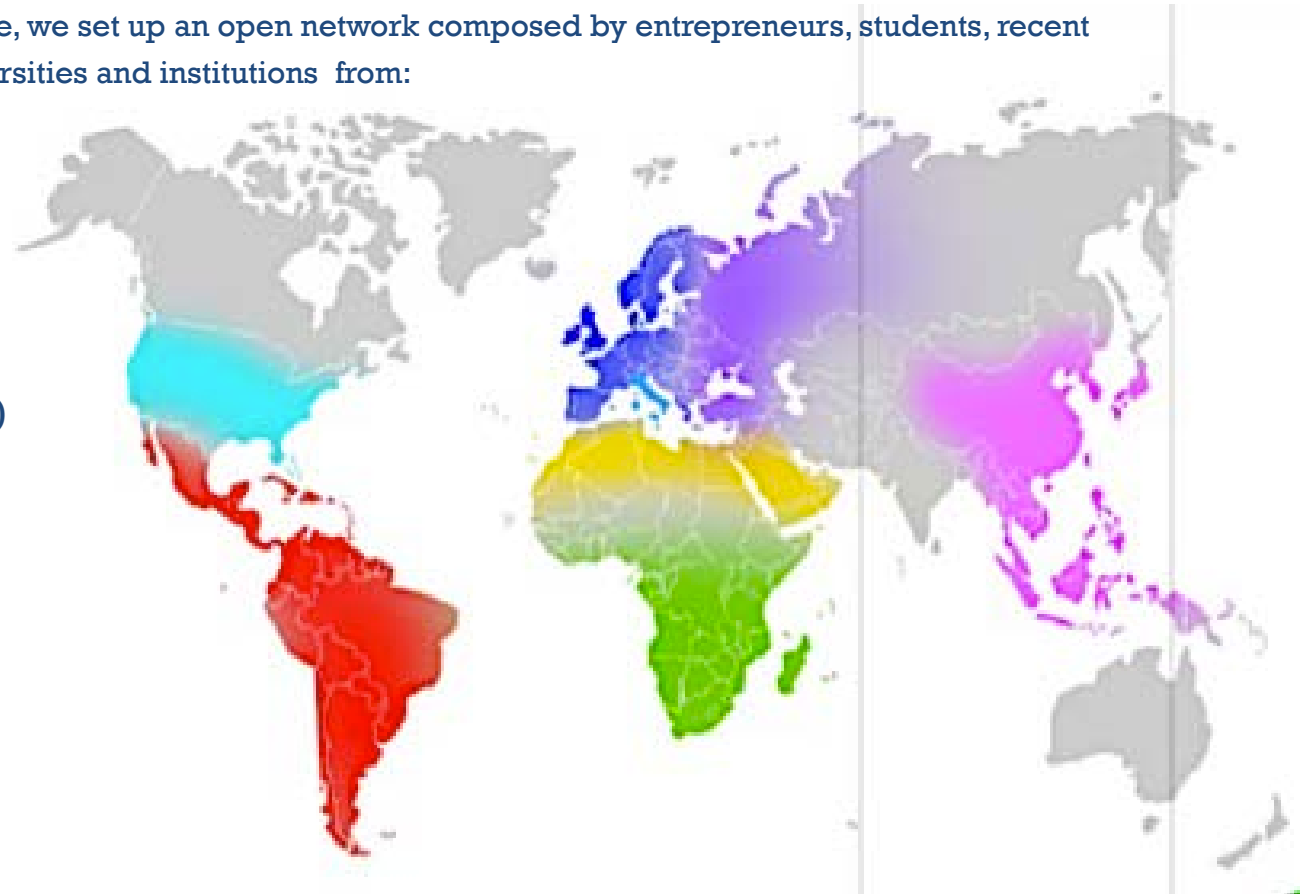 e, we set up an open network composed by entrepreneurs, students, recent
rsities and institutions from:
)